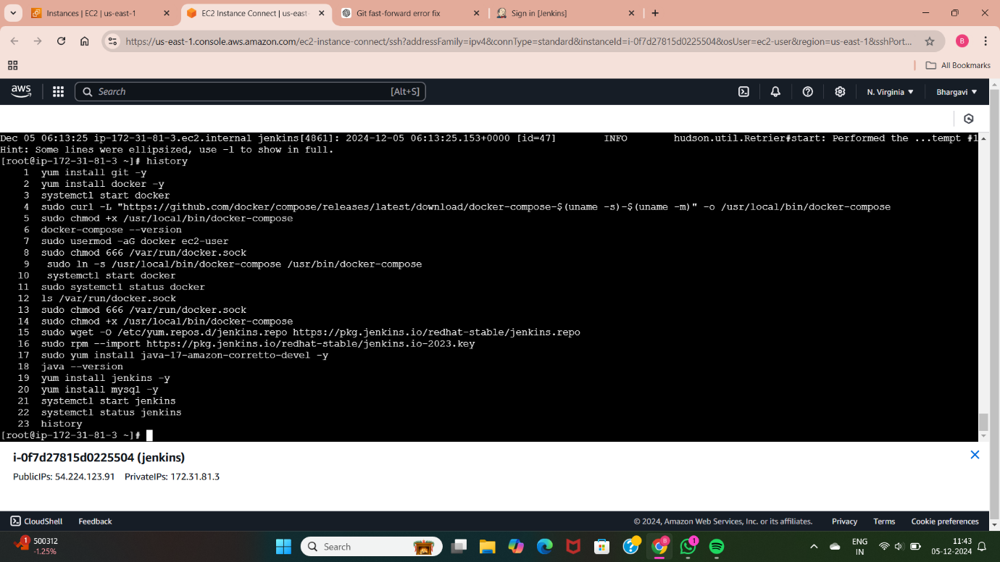 Instances | EC2 | us-east-1
EC2 Instance Connect | us-east-
Git fast-forward error fix
Sign in [Jenkins]
https://us-east-1.console.aws.amazon.com/ec2-instance-connect/ssh?addressFamily=ipv4&connType=standard&instanceId=i-0f7d27815d0225504&osUser=ec2-user&region=us-east-1&sshPort...
B
All Bookmarks
aws
Search
[Alt+S]
N. Virginia
Bhargavi
Dec 05 06:13:25 ip-172-31-81-3.ec2.internal jenkins[4861]: 2024-12-05 06:13:25.153+0000 [id=47] INFO hudson.util.Retrier#start: Performed the ...tempt #1
Hint: Some lines were ellipsized, use -l to show in full.
[root@ip-172-31-81-3 ~]# history
1 yum install git -y
2 yum install docker -y
3 systemctl start docker
4 sudo curl -L "https://github.com/docker/compose/releases/latest/download/docker-compose-$(uname -s)-$(uname -m)" -o /usr/local/bin/docker-compose
5 sudo chmod +x /usr/local/bin/docker-compose
6 docker-compose --version
7 sudo usermod -aG docker ec2-user
8 sudo chmod 666 /var/run/docker.sock
9 sudo ln -s /usr/local/bin/docker-compose /usr/bin/docker-compose
10 systemctl start docker
11 sudo systemctl status docker
12 ls /var/run/docker.sock
13 sudo chmod 666 /var/run/docker.sock
14 sudo chmod +x /usr/local/bin/docker-compose
15 sudo wget -O /etc/yum.repos.d/jenkins.repo https://pkg.jenkins.io/redhat-stable/jenkins.repo
16 sudo rpm --import https://pkg.jenkins.io/redhat-stable/jenkins.io-2023.key
17 sudo yum install java-17-amazon-corretto-devel -y
18 java --version
19 yum install jenkins -y
20 yum install mysql -y
21 systemctl start jenkins
22 systemctl status jenkins
23 history
[root@ip-172-31-81-3 ~]#
i-0f7d27815d0225504 (jenkins)
PublicIPs: 54.224.123.91 PrivateIPs: 172.31.81.3
CloudShell
Feedback
© 2024, Amazon Web Services, Inc. or its affiliates.
Privacy
Terms
Cookie preferences
1
500312
-1.25%
Search
B
1
ENG
IN
11:43
05-12-2024